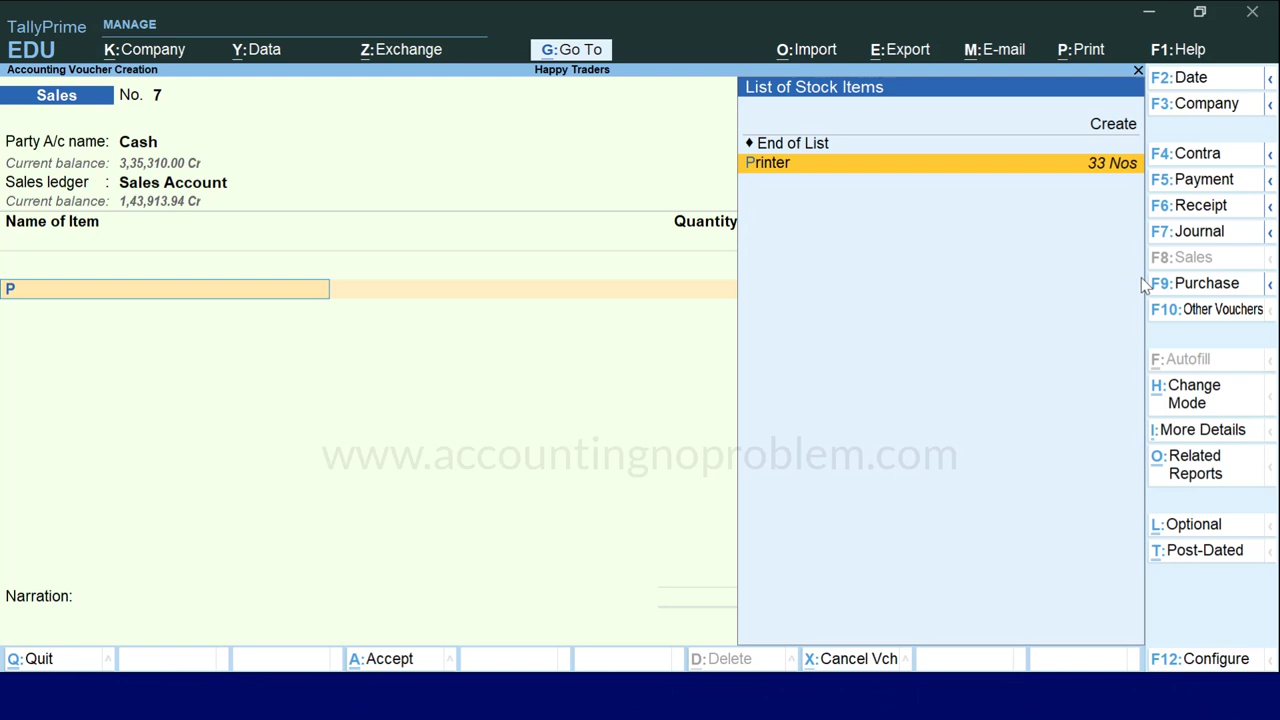 TallyPrime
EDU
MANAGE
K:Company
Y:Data
Z:Exchange
G:Go To
O:Import
E:Export
M:E-mail
P:Print
F1:Help
Accounting Voucher Creation
Happy Traders
Sales No. 7
Party A/c name: Cash
Current balance: 3,35,310.00 Cr
Sales ledger : Sales Account
Current balance: 1,43,913.94 Cr
Name of Item
Quantity
P
Narration:
List of Stock Items
Create
♦ End of List
Printer 33 Nos
F2:Date
F3:Company
F4:Contra
F5:Payment
F6:Receipt
F7:Journal
F8:Sales
F9:Purchase
F10:Other Vouchers
F:Autofill
H:Change
Mode
I:More Details
O:Related
Reports
L:Optional
T:Post-Dated
www.accountingnoproblem.com
Q:Quit
A:Accept
D:Delete
X:Cancel Vch
F12:Configure